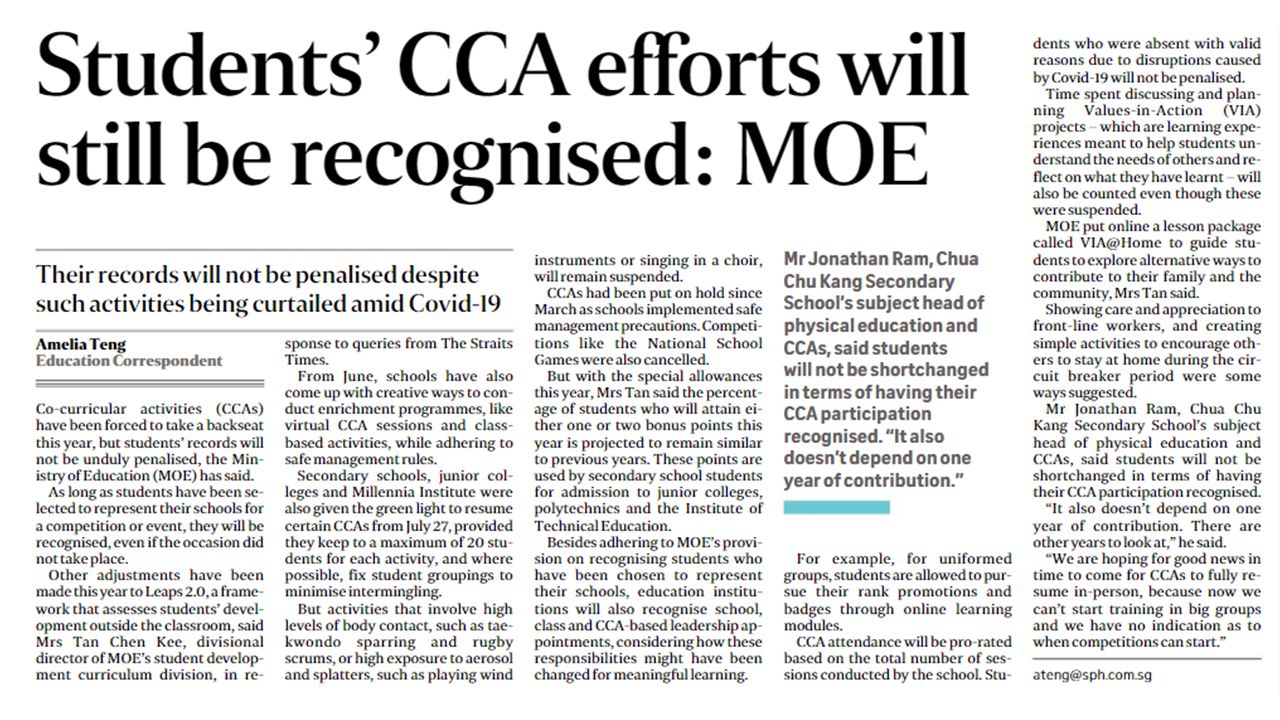 Students’ CCA efforts will
still be recognised: MOE
Their records will not be penalised despite
such activities being curtailed amid Covid-19
Amelia Teng
Education Correspondent
Co-curricular activities (CCAs)
have been forced to take a backseat
this year, but students’ records will
not be unduly penalised, the Min-
istry of Education (MOE) has said.
As long as students have been se-
lected to represent their schools for
a competition or event, they will be
recognised, even if the occasion did
not take place.
Other adjustments have been
made this year to Leaps 2.0, a frame-
work that assesses students’ devel-
opment outside the classroom, said
Mrs Tan Chen Kee, divisional
director of MOE’s student develop-
ment curriculum division, in re-
sponse to queries from The Straits
Times.
From June, schools have also
come up with creative ways to con-
duct enrichment programmes, like
virtual CCA sessions and class-
based activities, while adhering to
safe management rules.
Secondary schools, junior col-
leges and Millennia Institute were
also given the green light to resume
certain CCAs from July 27, provided
they keep to a maximum of 20 stu-
dents for each activity, and where
possible, fix student groupings to
minimise intermingling.
But activities that involve high
levels of body contact, such as tae-
kwondo sparring and rugby
scrums, or high exposure to aerosol
and splatters, such as playing wind
instruments or singing in a choir,
will remain suspended.
CCAs had been put on hold since
March as schools implemented safe
management precautions. Competi-
tions like the National School
Games were also cancelled.
But with the special allowances
this year, Mrs Tan said the percent-
age of students who will attain ei-
ther one or two bonus points this
year is projected to remain similar
to previous years. These points are
used by secondary school students
for admission to junior colleges,
polytechnics and the Institute of
Technical Education.
Besides adhering to MOE’s provi-
sion on recognising students who
have been chosen to represent
their schools, education institu-
tions will also recognise school,
class and CCA-based leadership ap-
pointments, considering how these
responsibilities might have been
changed for meaningful learning.
Mr Jonathan Ram, Chua
Chu Kang Secondary
School’s subject head of
physical education and
CCAs, said students
will not be shortchanged
in terms of having their
CCA participation
recognised. “It also
doesn’t depend on one
year of contribution.”
For example, for uniformed
groups, students are allowed to pur-
sue their rank promotions and
badges through online learning
modules.
CCA attendance will be pro-rated
based on the total number of ses-
sions conducted by the school. Stu-
dents who were absent with valid
reasons due to disruptions caused
by Covid-19 will not be penalised.
Time spent discussing and plan-
ning Values-in-Action (VIA)
projects – which are learning expe-
riences meant to help students un-
derstand the needs of others and re-
flect on what they have learnt – will
also be counted even though these
were suspended.
MOE put online a lesson package
called VIA@Home to guide stu-
dents to explore alternative ways to
contribute to their family and the
community, Mrs Tan said.
Showing care and appreciation to
front-line workers, and creating
simple activities to encourage oth-
ers to stay at home during the cir-
cuit breaker period were some
ways suggested.
Mr Jonathan Ram, Chua Chu
Kang Secondary School’s subject
head of physical education and
CCAs, said students will not be
shortchanged in terms of having
their CCA participation recognised.
“It also doesn’t depend on one
year of contribution. There are
other years to look at,” he said.
“We are hoping for good news in
time to come for CCAs to fully re-
sume in-person, because now we
can’t start training in big groups
and we have no indication as to
when competitions can start.”
ateng@sph.com.sg